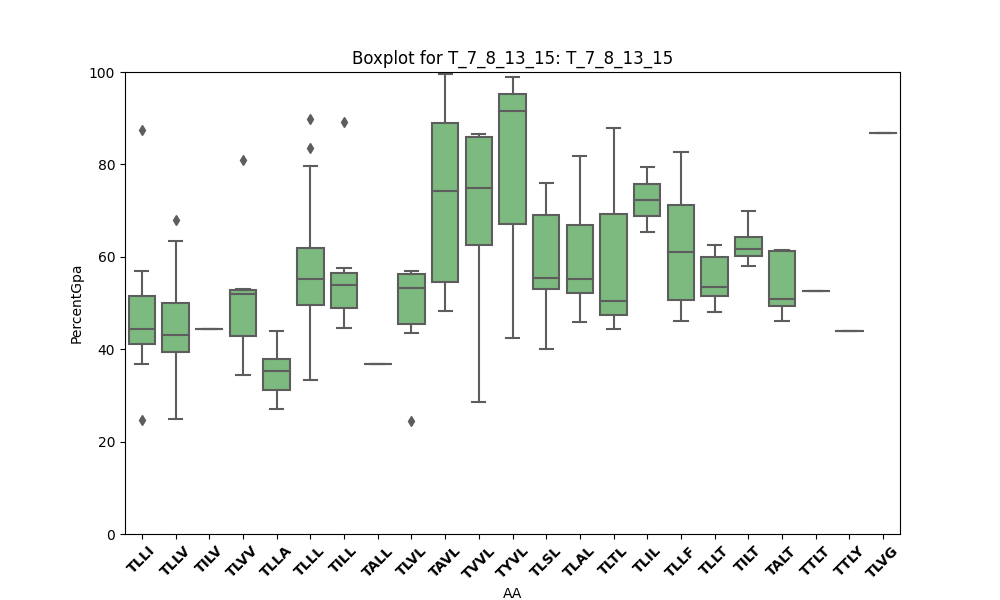 Boxplot for T_7_8_13_15: T_7_8_13_15
PercentGpa
100
80
60
40
20
0
TLLI
TLLV
TILV
TLVV
TLLA
TLLL
TILL
TALL
TLVL
TAVL
TVVL
TYVL
TLSL
TLAL
TLTL
TLIL
TLLF
TLLT
TILT
TALT
TTLT
TTLY
TLVG
AA